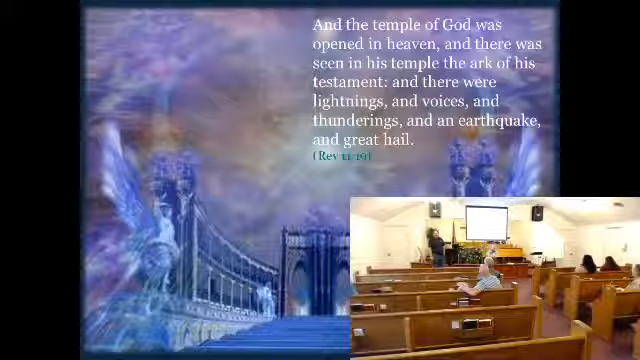 And the temple of God was
opened in heaven, and there was
seen in his temple the ark of his
testament: and there were
lightnings, and voices, and
thunderings, and an earthquake,
and great hail.
(Rev 11:19)